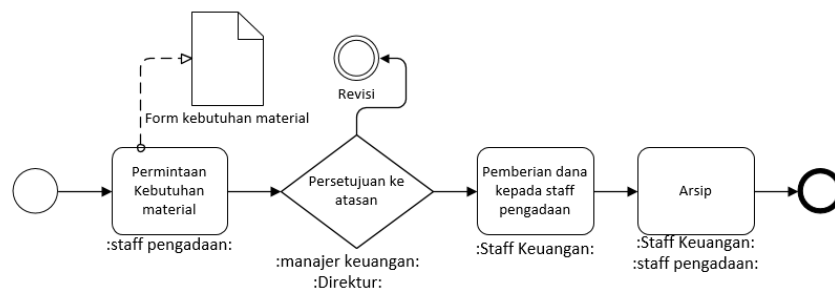 Form kebutuhan material
Revisi
Permintaan
Kebutuhan
material
:staff pengadaan:
Persetujuan ke
atasan
:manajer keuangan:
:Direktur:
Pemberian dana
kepada staff
pengadaan
:Staff Keuangan:
Arsip
:Staff Keuangan:
:staff pengadaan: